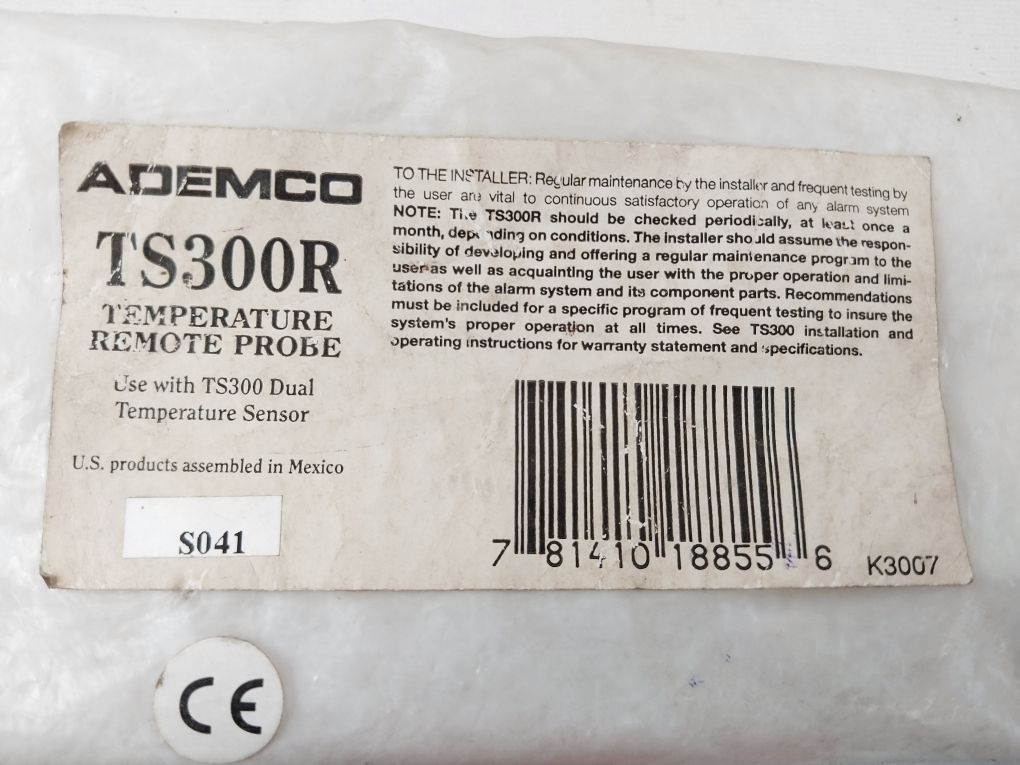 ADEMCO
TS300R
TEMPERATURE
REMOTE PROBE
Use with TS300 Dual
Temperature Sensor
U.S. products assembled in Mexico
S041
TO THE INSTALLER: Regular maintenance by the installer and frequent testing by
the user are vital to continuous satisfactory operation of any alarm system
NOTE: The TS300R should be checked periodically, at least once a
month, depending on conditions. The installer should assume the respon-
sibility of developing and offering a regular maintenance program to the
user as well as acquainting the user with the proper operation and limi-
tations of the alarm system and its component parts. Recommendations
must be included for a specific program of frequent testing to insure the
system's proper operation at all times. See TS300 installation and
operating instructions for warranty statement and specifications.
7 81410 18855 6
K3007
CE